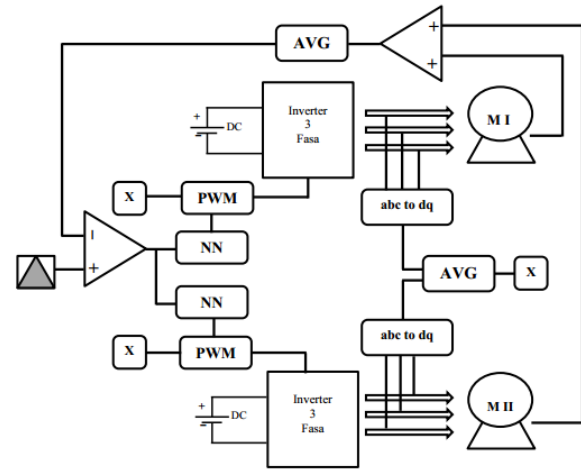 AVG
+
+
Inverter
3
Fasa
+
-
DC
M I
X
PWM
abc to dq
-
+
NN
AVG
X
NN
X
PWM
abc to dq
Inverter
3
Fasa
+
-
DC
M II